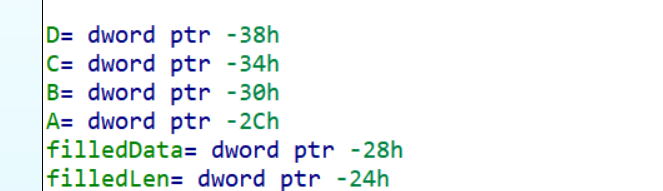 D= dword ptr -38h
C= dword ptr -34h
B= dword ptr -30h
A= dword ptr -2Ch
filledData= dword ptr -28h
filledLen= dword ptr -24h